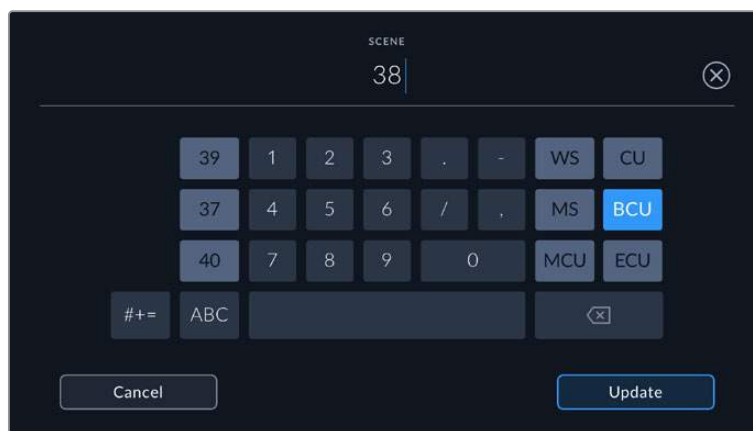 SCENE
38
39 1 2 3 . - WS CU
37 4 5 6 / , MS BCU
40 7 8 9 0 MCU ECU
#+= ABC
Cancel Update